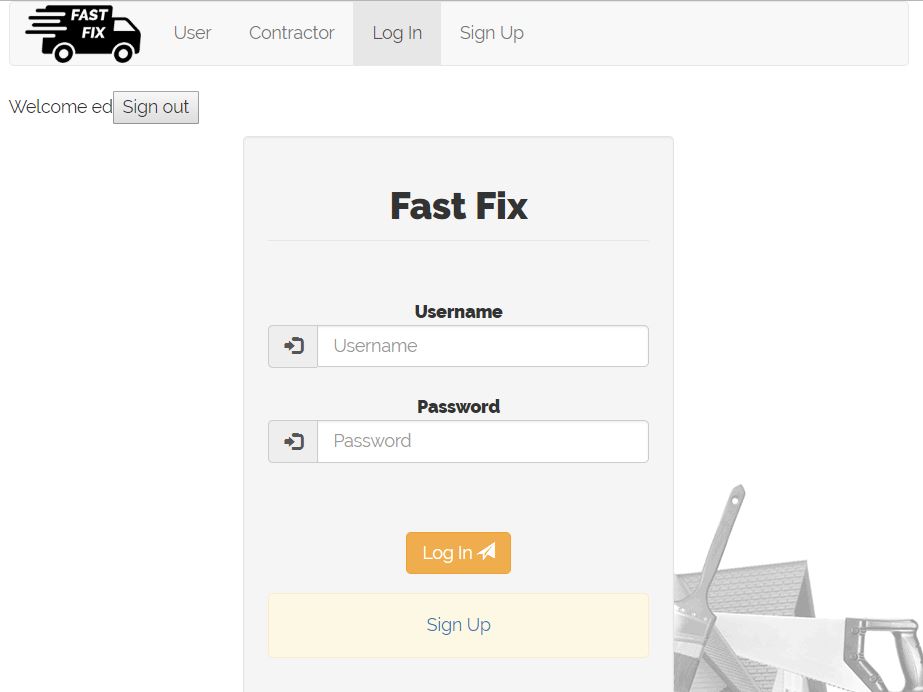 FAST
FIX
User Contractor Log In Sign Up
Welcome ed Sign out
Fast Fix
Username
Username
Password
Password
Log In
Sign Up